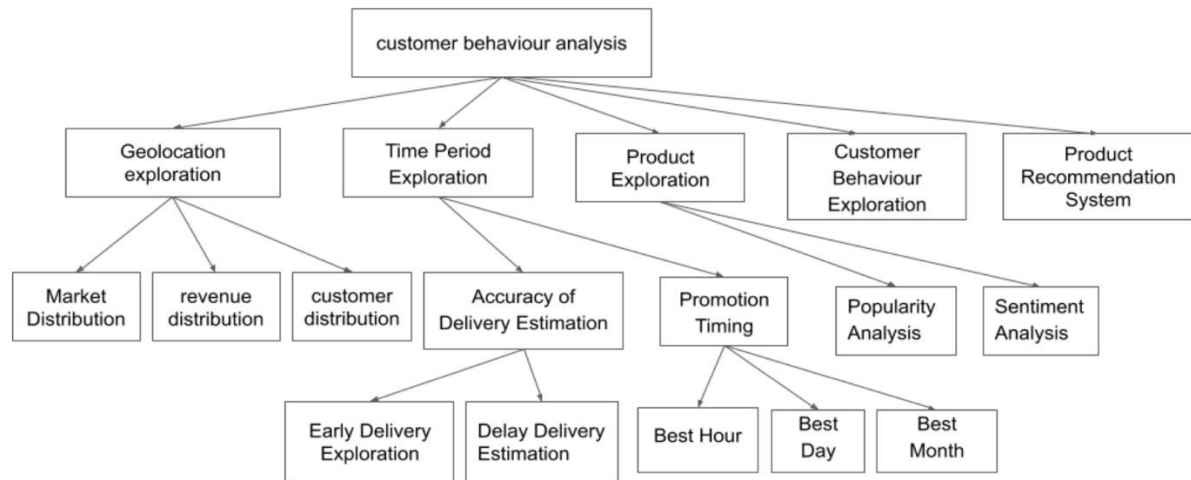 customer behaviour analysis
Geolocation
exploration
Time Period
Exploration
Product
Exploration
Customer
Behaviour
Exploration
Product
Recommendation
System
Market
Distribution
revenue
distribution
customer
distribution
Accuracy of
Delivery Estimation
Promotion
Timing
Popularity
Analysis
Sentiment
Analysis
Early Delivery
Exploration
Delay Delivery
Estimation
Best Hour
Best
Day
Best
Month